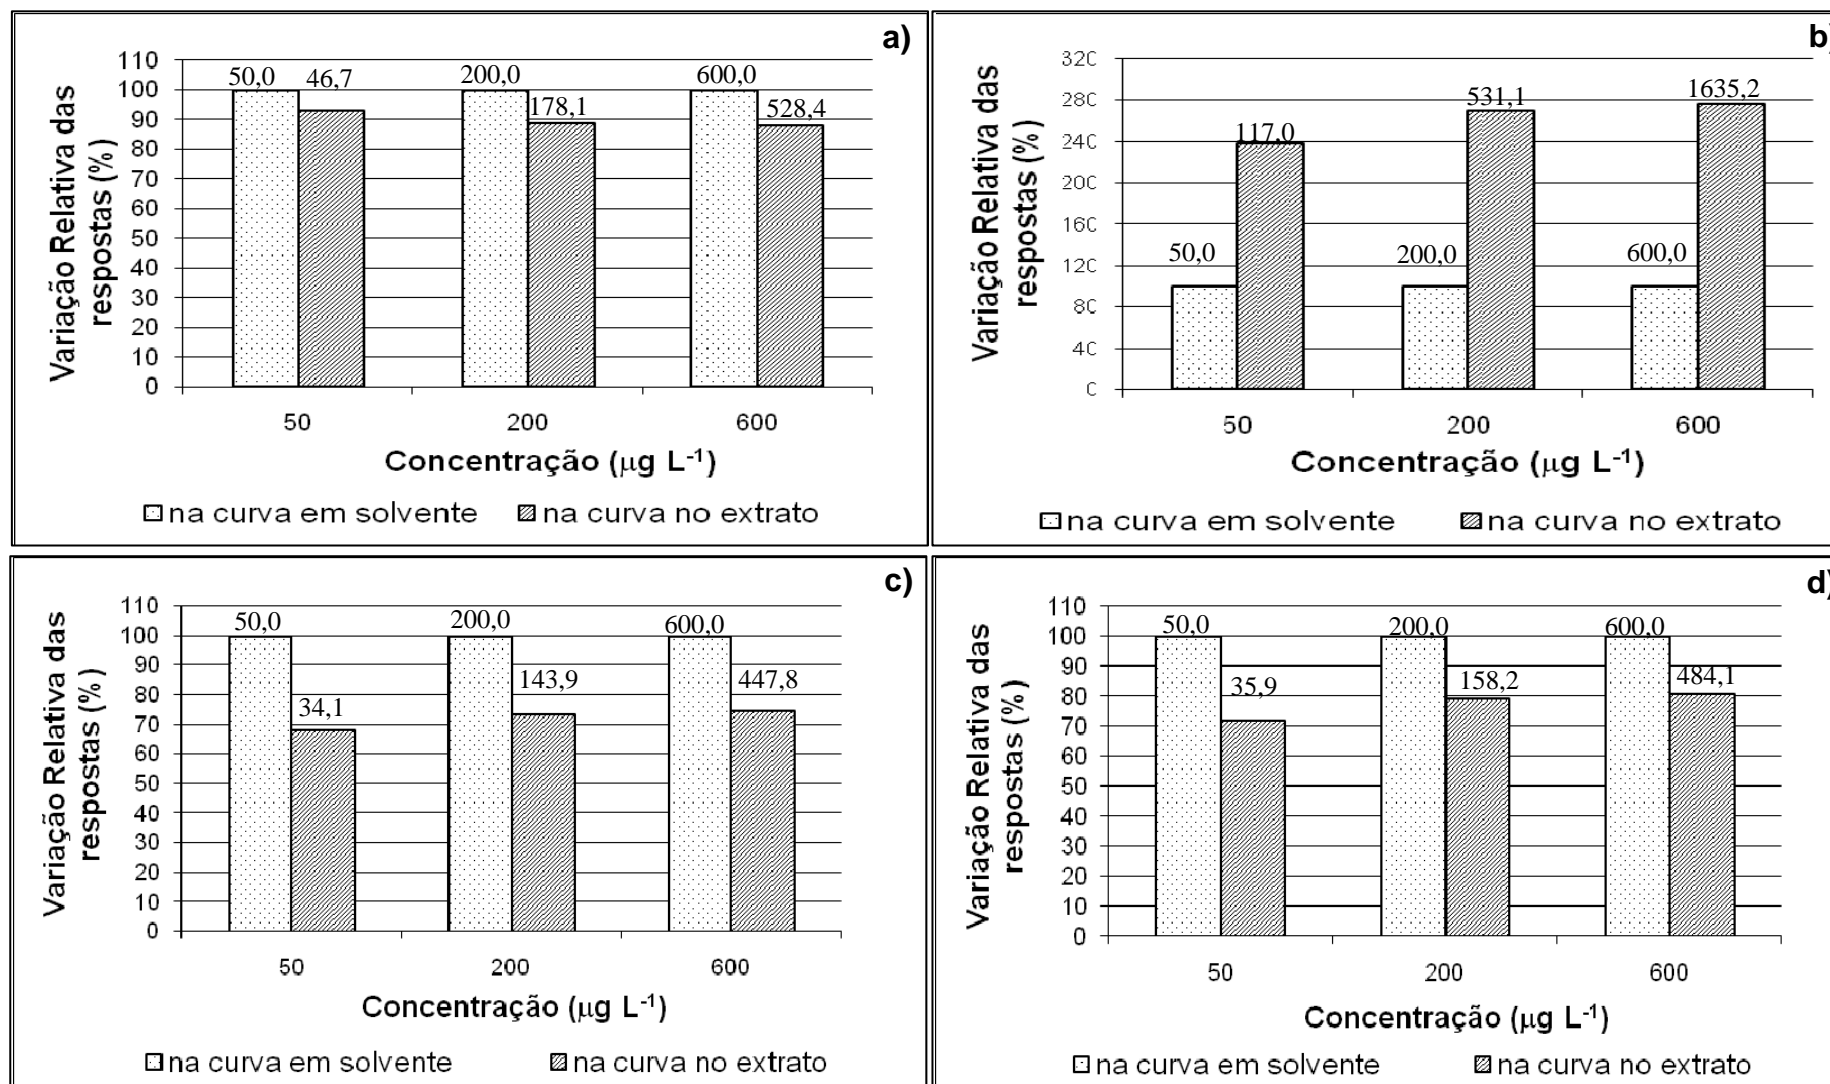 a)
Variação Relativa das
respostas (%)
110
100
90
80
70
60
50
40
30
20
10
0
50,0 46,7 200,0 178,1 600,0 528,4
50 200 600
Concentração (μg L⁻¹)
na curva em solvente na curva no extrato
b)
Variação Relativa das
respostas (%)
32C
28C
24C
20C
16C
12C
8C
4C
C
50,0 117,0 200,0 531,1 600,0 1635,2
50 200 600
Concentração (μg L⁻¹)
na curva em solvente na curva no extrato
c)
Variação Relativa das
respostas (%)
110
100
90
80
70
60
50
40
30
20
10
0
50,0 34,1 200,0 143,9 600,0 447,8
50 200 600
Concentração (μg L⁻¹)
na curva em solvente na curva no extrato
d)
Variação Relativa das
respostas (%)
110
100
90
80
70
60
50
40
30
20
10
0
50,0 35,9 200,0 158,2 600,0 484,1
50 200 600
Concentração (μg L⁻¹)
na curva em solvente na curva no extrato